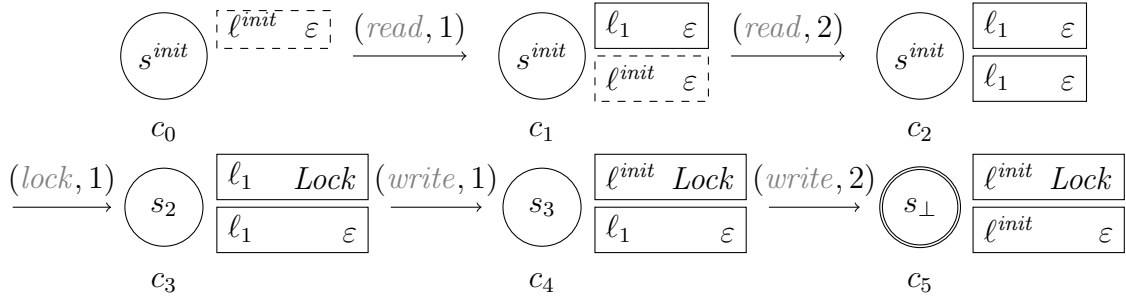 s^{init} ℓ^{init} ε (read, 1) s^{init} ℓ_1 ε ℓ^{init} ε (read, 2) s^{init} ℓ_1 ε ℓ_1 ε
c_0 c_1 c_2
(lock, 1) s_2 ℓ_1 Lock ℓ_1 ε (write, 1) s_3 ℓ^{init} Lock ℓ_1 ε (write, 2) s_⊥ ℓ^{init} Lock ℓ^{init} ε
c_3 c_4 c_5